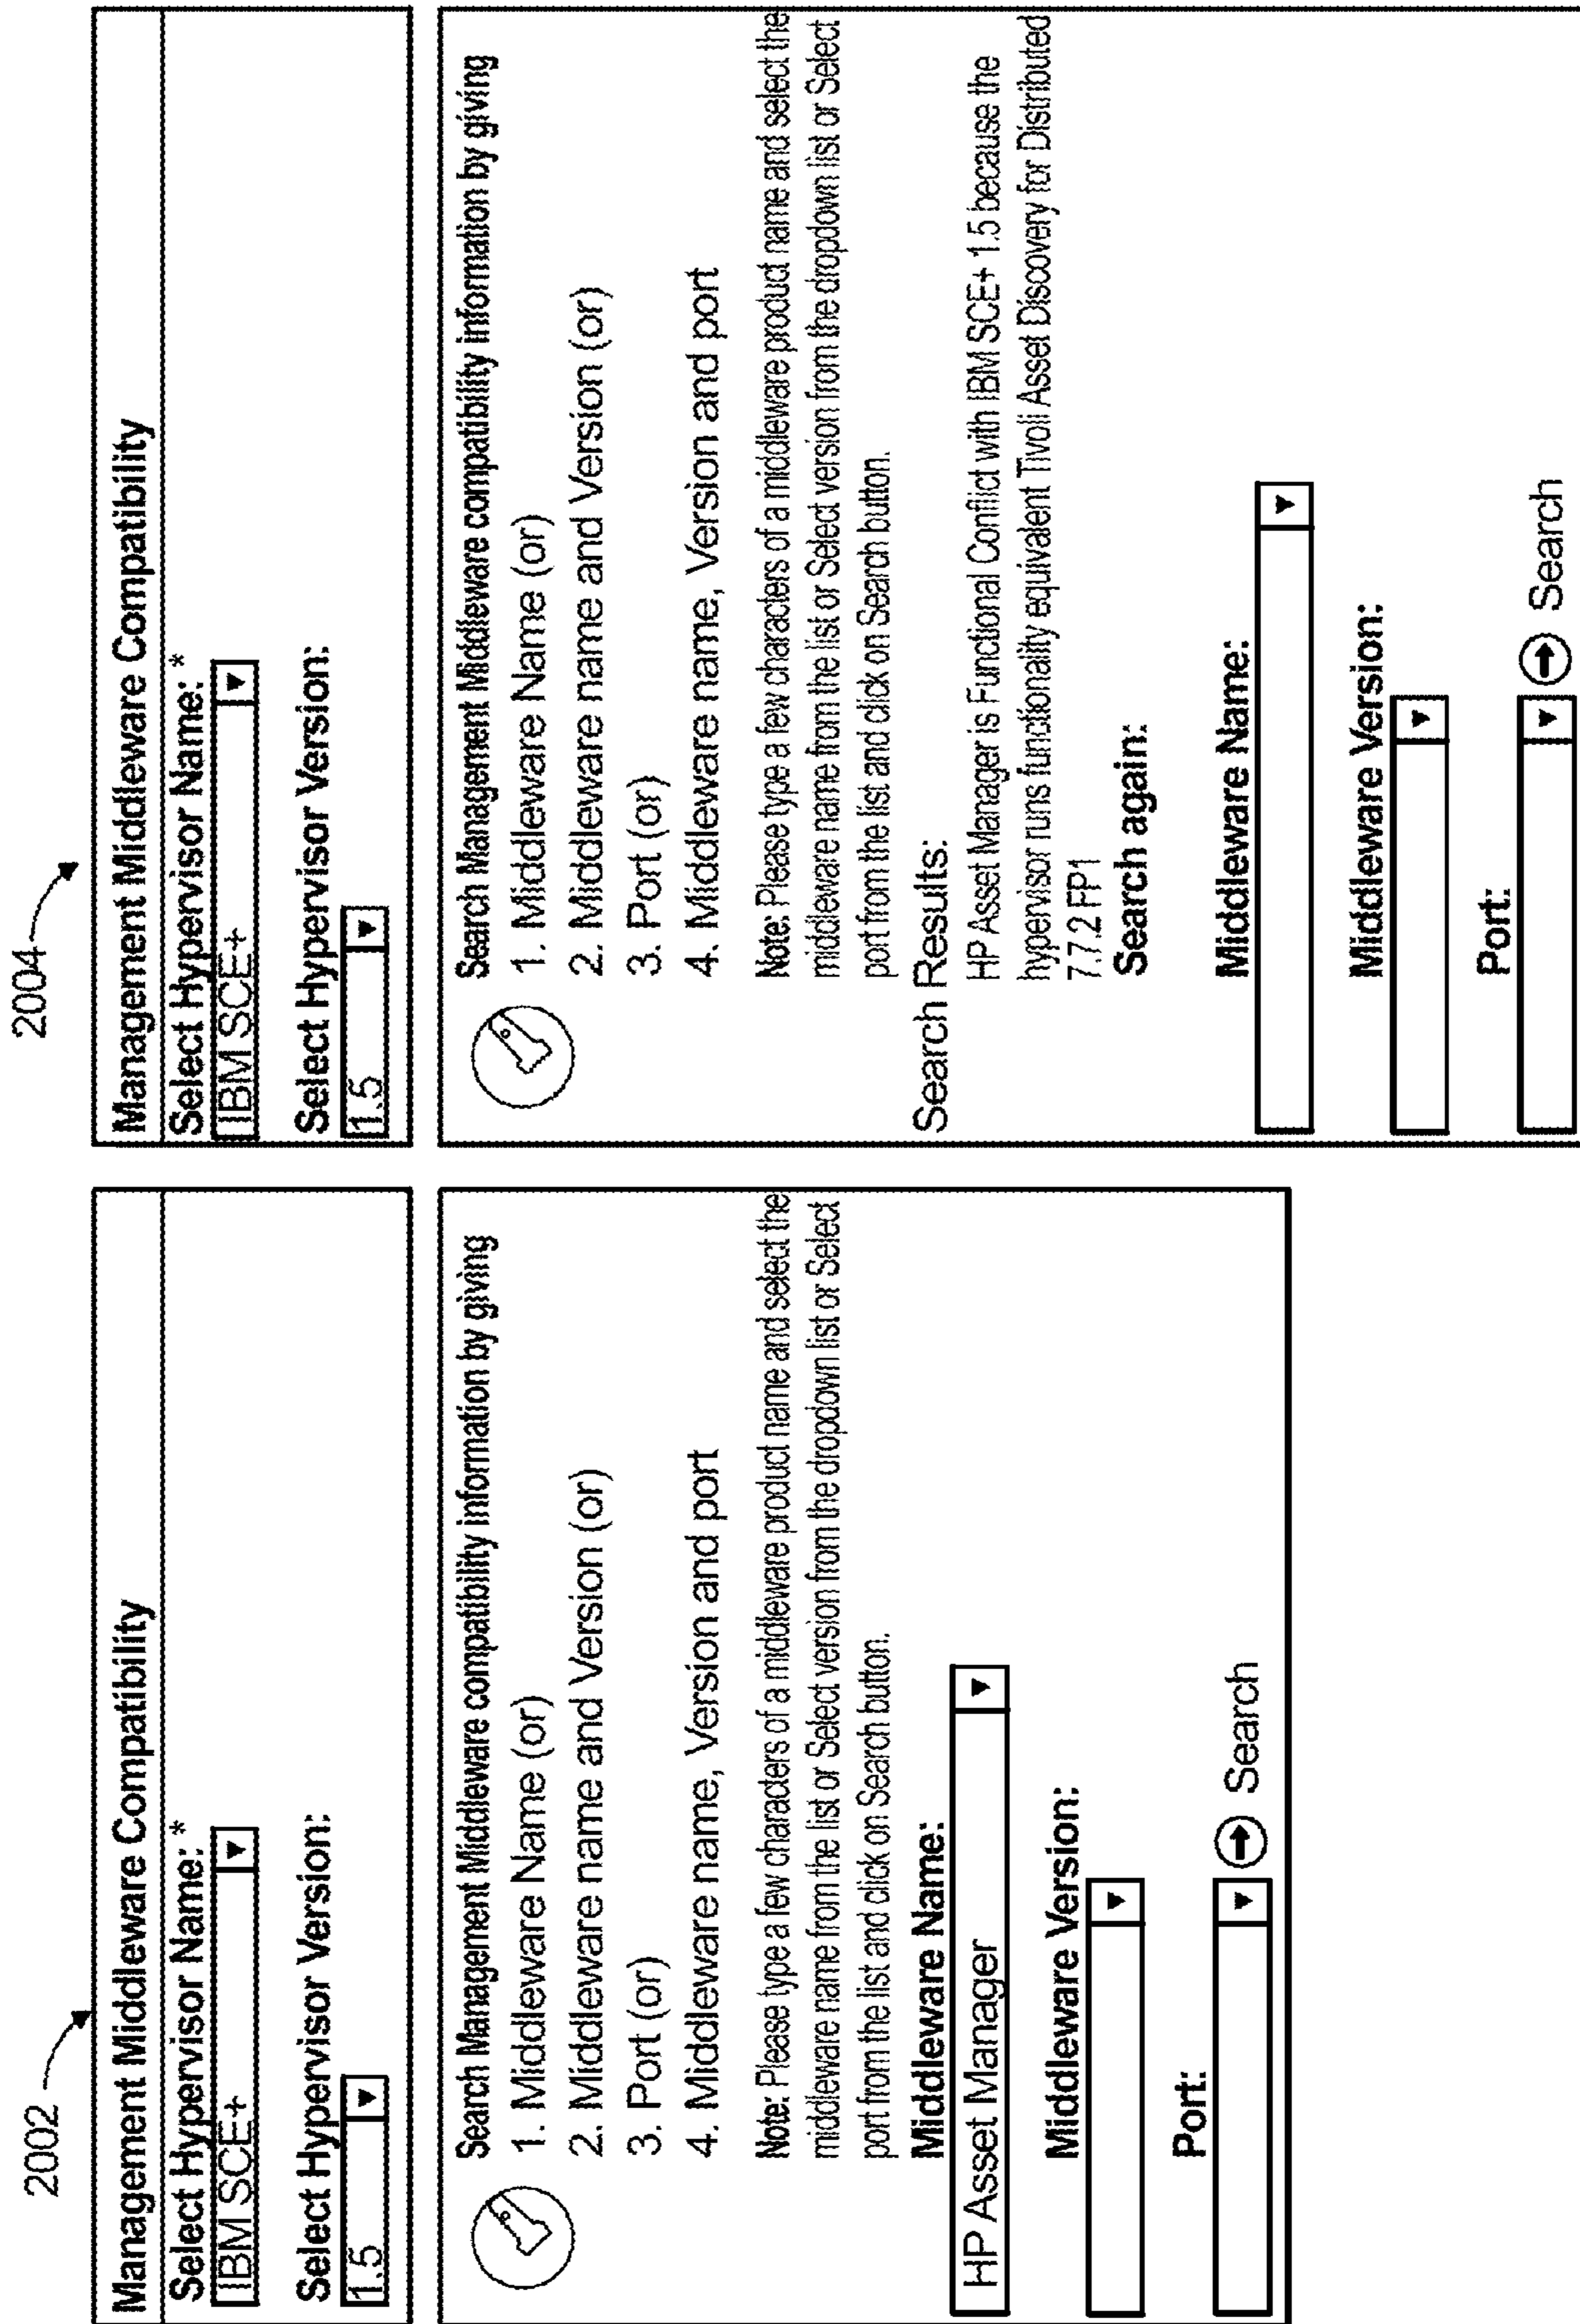 2002
Management Middleware Compatibility
Select Hypervisor Name: *
IBM SCE+
Select Hypervisor Version:
1.5
Search Management Middleware compatibility information by giving
1. Middleware Name (or)
2. Middleware name and Version (or)
3. Port (or)
4. Middleware name, Version and port
Note: Please type a few characters of a middleware product name and select the
middleware name from the list or Select version from the dropdown list or Select
port from the list and click on Search button.
Middleware Name:
HP Asset Manager
Middleware Version:
Port:
Search
2004
Management Middleware Compatibility
Select Hypervisor Name: *
IBM SCE+
Select Hypervisor Version:
1.5
Search Management Middleware compatibility information by giving
1. Middleware Name (or)
2. Middleware name and Version (or)
3. Port (or)
4. Middleware name, Version and port
Note: Please type a few characters of a middleware product name and select the
middleware name from the list or Select version from the dropdown list or Select
port from the list and click on Search button.
Search Results:
HP Asset Manager is Functional Conflict with IBM SCE+ 1.5 because the
hypervisor runs functionality equivalent Tivoli Asset Discovery for Distributed
7.7.2 FP1
Search again:
Middleware Name:
Middleware Version:
Port:
Search